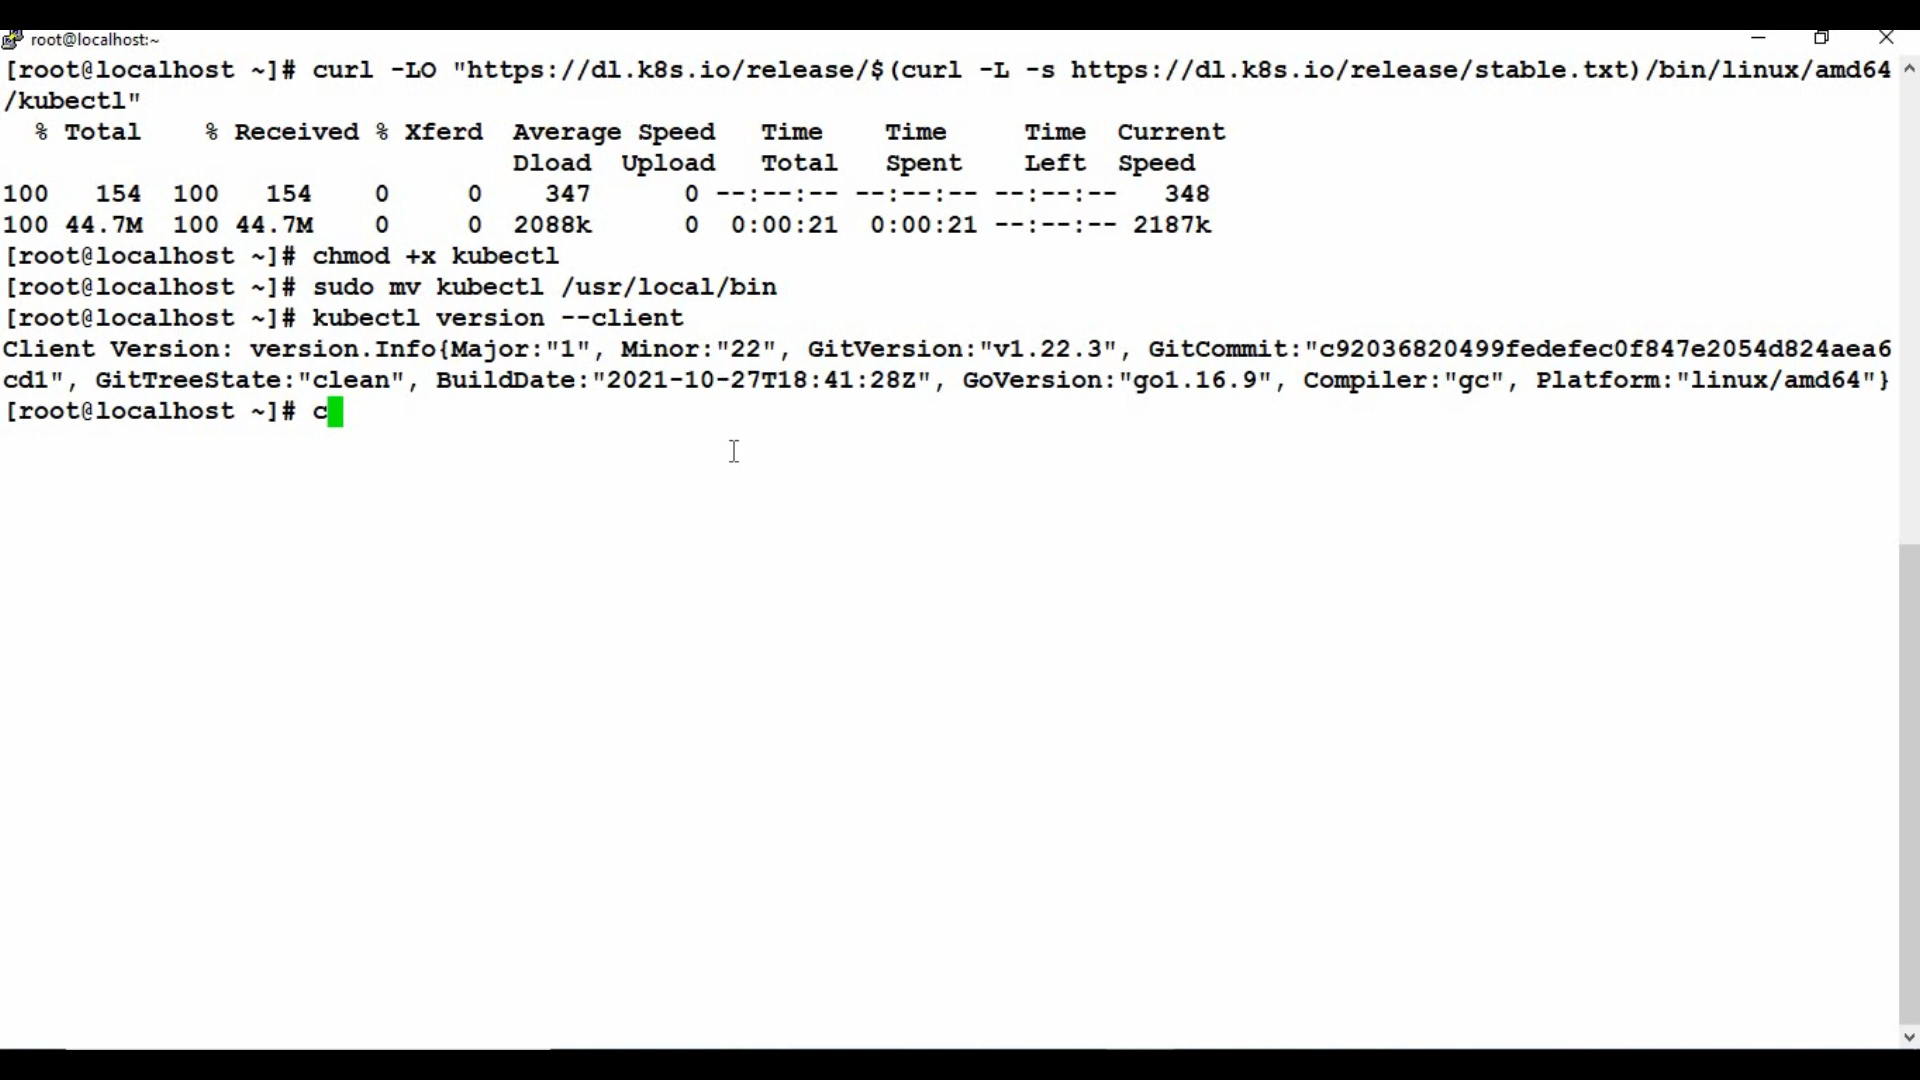 root@localhost:~
[root@localhost ~]# curl -LO "https://dl.k8s.io/release/$(curl -L -s https://dl.k8s.io/release/stable.txt)/bin/linux/amd64
/kubectl"
% Total % Received % Xferd Average Speed Time Time Time Current
Dload Upload Total Spent Left Speed
100 154 100 154 0 0 347 0 --:--:-- --:--:-- --:--:-- 348
100 44.7M 100 44.7M 0 0 2088k 0 0:00:21 0:00:21 --:--:-- 2187k
[root@localhost ~]# chmod +x kubectl
[root@localhost ~]# sudo mv kubectl /usr/local/bin
[root@localhost ~]# kubectl version --client
Client Version: version.Info{Major:"1", Minor:"22", GitVersion:"v1.22.3", GitCommit:"c92036820499fedefec0f847e2054d824aea6
cd1", GitTreeState:"clean", BuildDate:"2021-10-27T18:41:28Z", GoVersion:"go1.16.9", Compiler:"gc", Platform:"linux/amd64"}
[root@localhost ~]# c